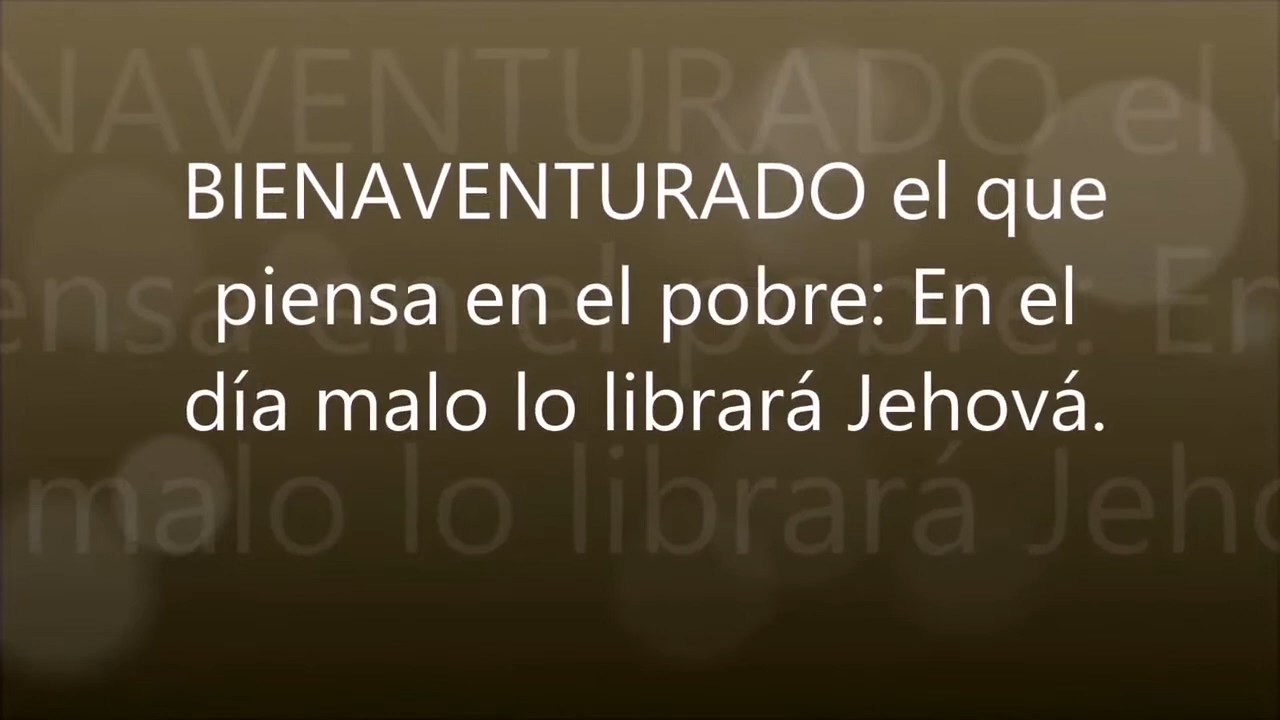 BIENAVENTURADO el que
piensa en el pobre: En el
día malo lo librará Jehová.